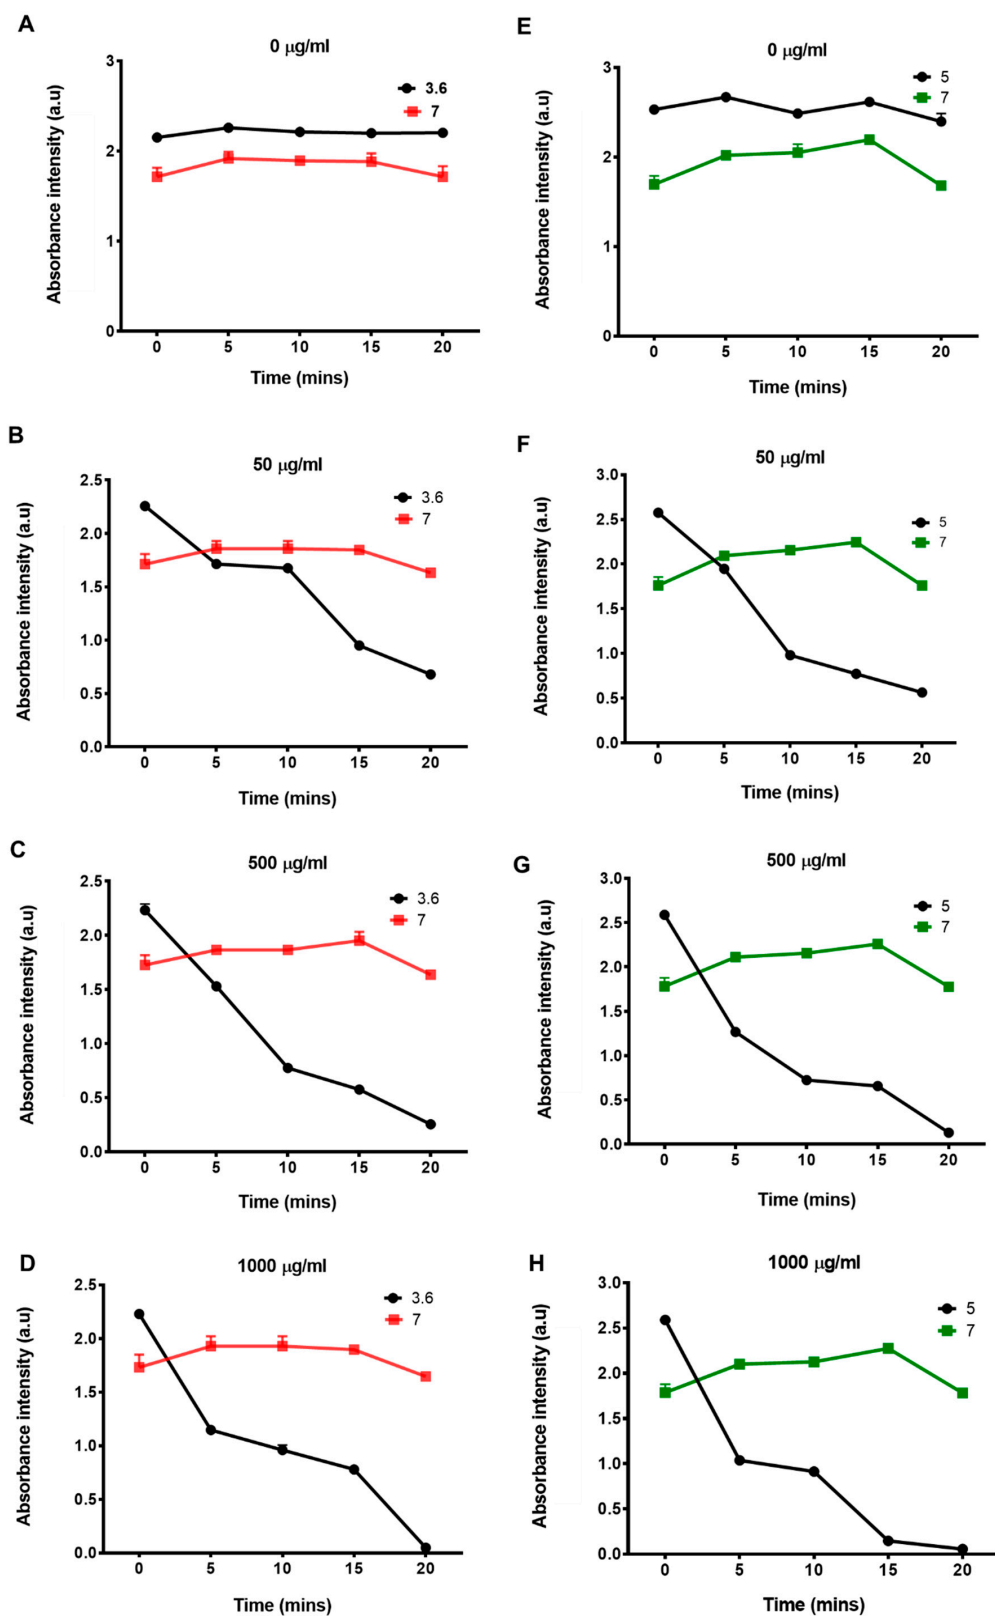 A
0 μg/ml
Absorbance intensity (a.u)
3
2
1
0
3.6
7
0 5 10 15 20
Time (mins)
E
0 μg/ml
Absorbance intensity (a.u)
3
2
1
0
5
7
0 5 10 15 20
Time (mins)
B
50 μg/ml
Absorbance intensity (a.u)
2.5
2.0
1.5
1.0
0.5
0.0
3.6
7
0 5 10 15 20
Time (mins)
F
50 μg/ml
Absorbance intensity (a.u)
3.0
2.5
2.0
1.5
1.0
0.5
0.0
5
7
0 5 10 15 20
Time (mins)
C
500 μg/ml
Absorbance intensity (a.u)
2.5
2.0
1.5
1.0
0.5
0.0
3.6
7
0 5 10 15 20
Time (mins)
G
500 μg/ml
Absorbance intensity (a.u)
3.0
2.5
2.0
1.5
1.0
0.5
0.0
5
7
0 5 10 15 20
Time (mins)
D
1000 μg/ml
Absorbance intensity (a.u)
2.5
2.0
1.5
1.0
0.5
0.0
3.6
7
0 5 10 15 20
Time (mins)
H
1000 μg/ml
Absorbance intensity (a.u)
3.0
2.5
2.0
1.5
1.0
0.5
0.0
5
7
0 5 10 15 20
Time (mins)